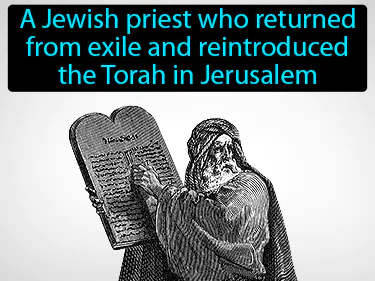 A Jewish priest who returned
from exile and reintroduced
the Torah in Jerusalem